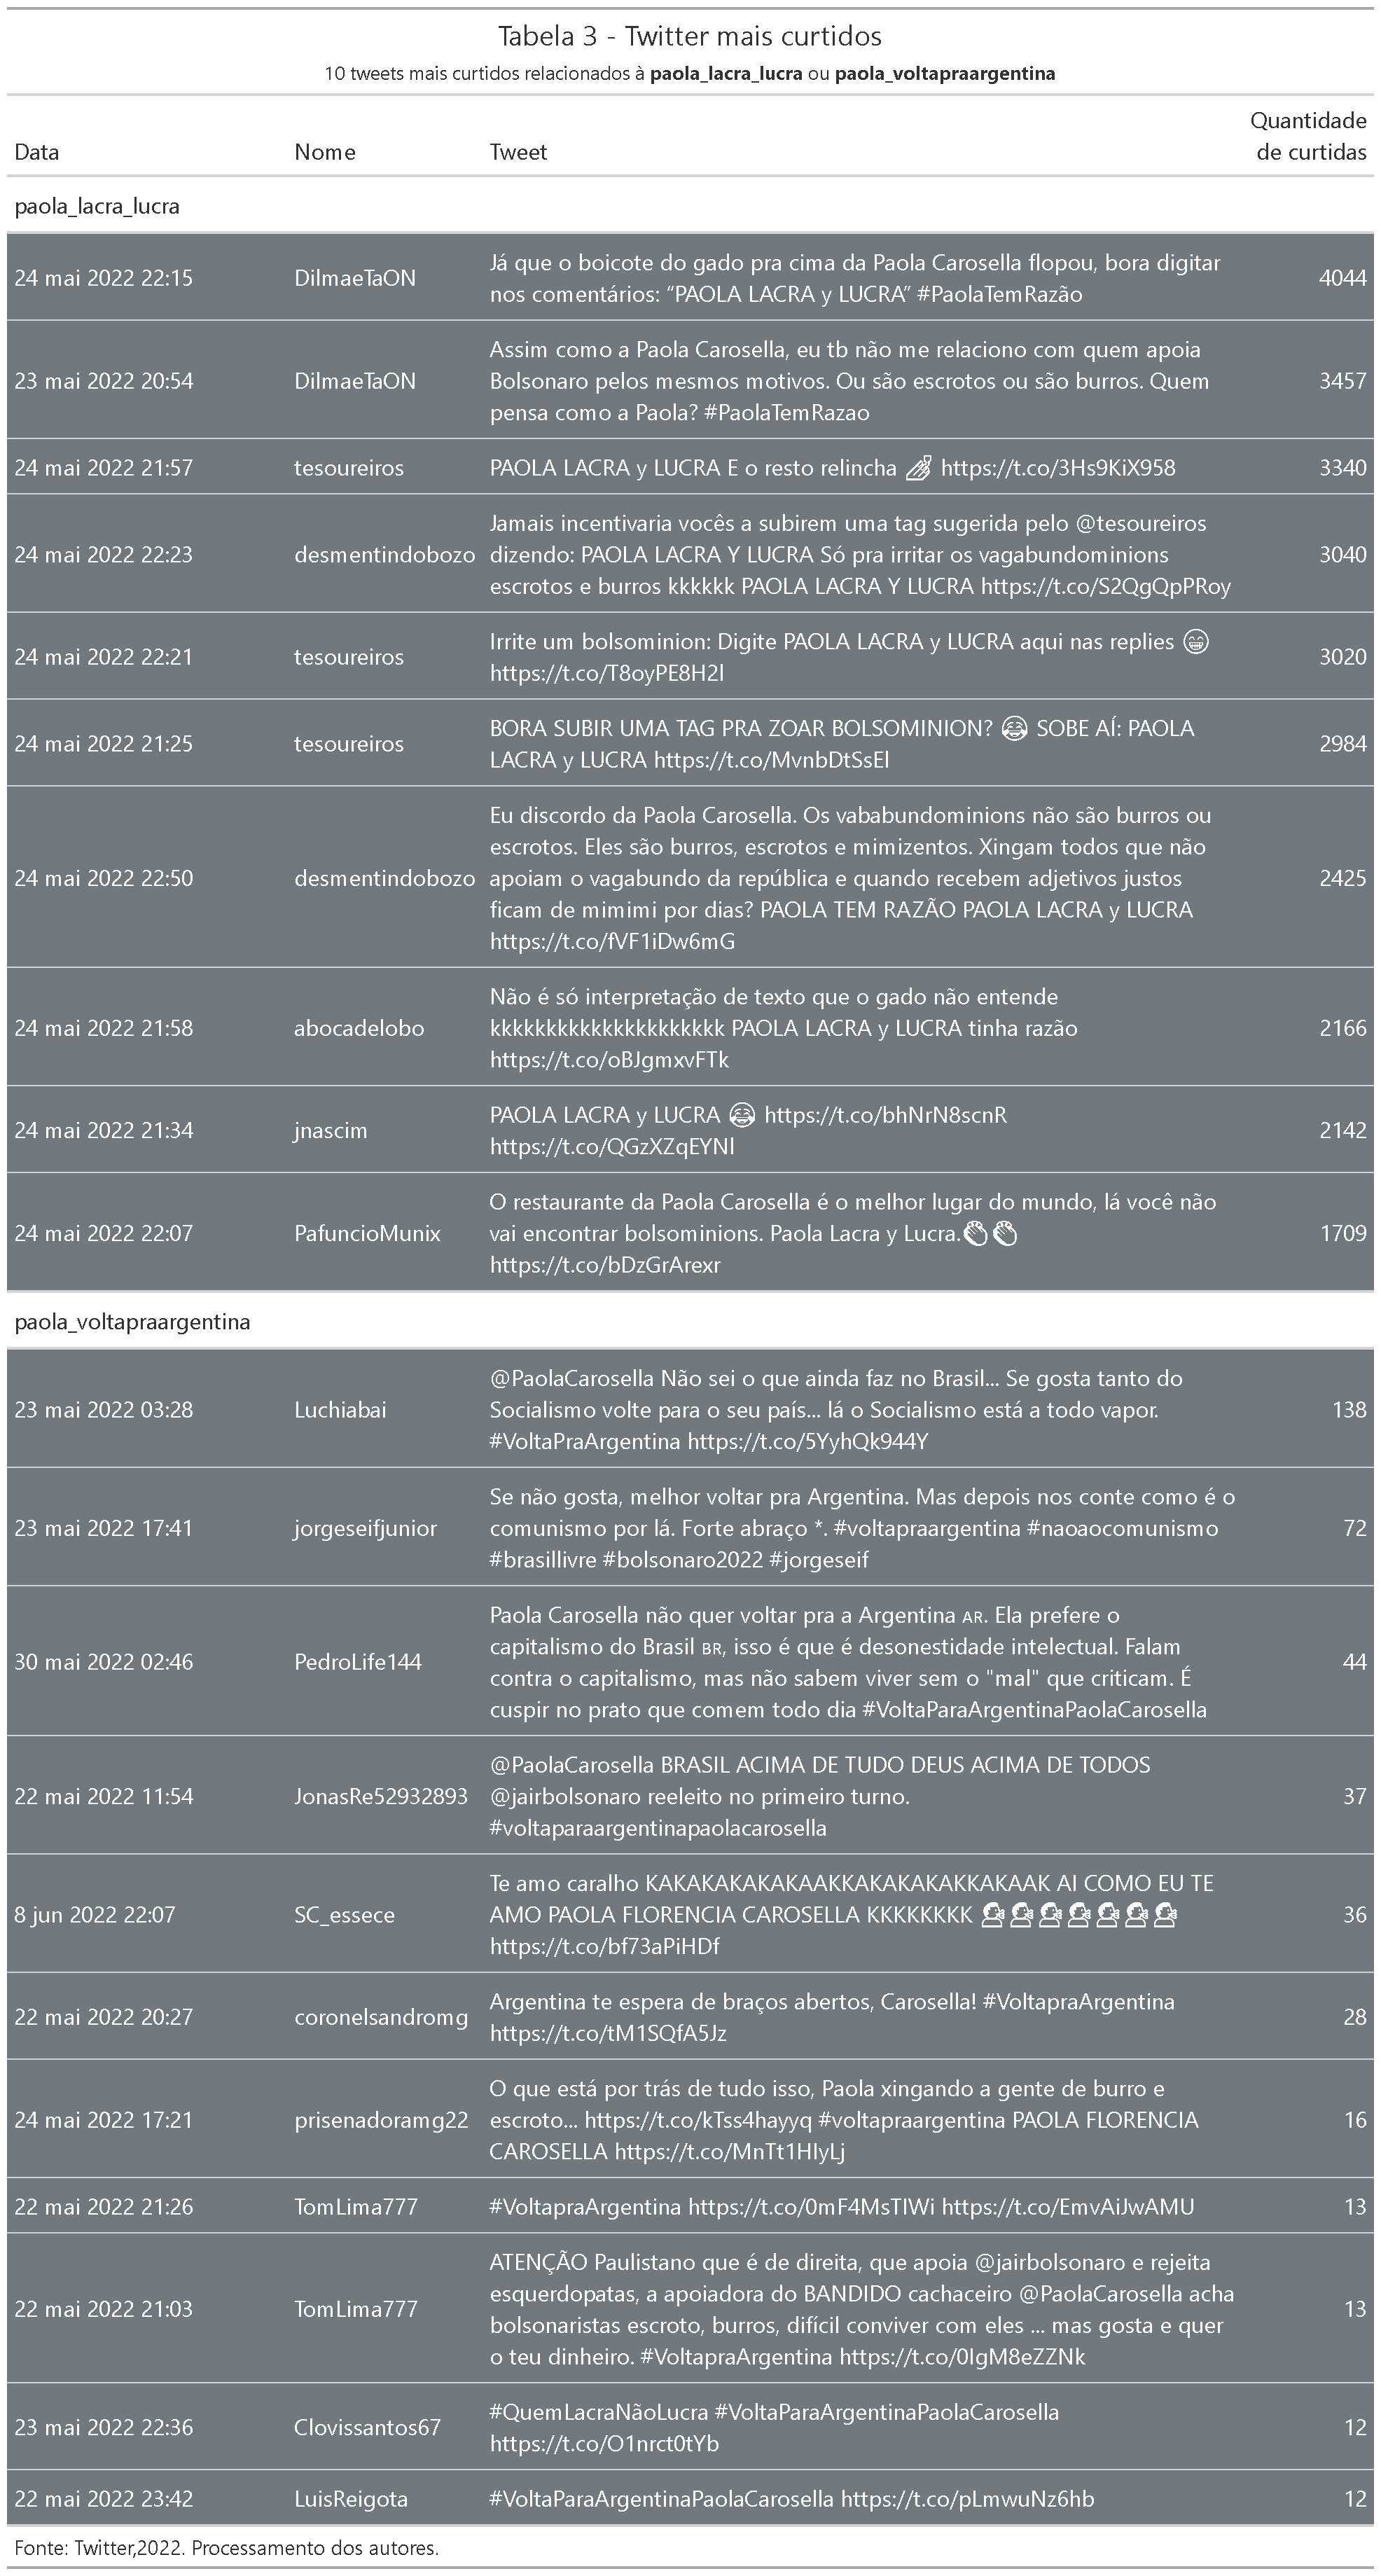 Tabela 3 - Twitter mais curtidos
10 tweets mais curtidos relacionados à paola_lacra_lucra ou paola_voltapraargentina
Data Nome Tweet Quantidade de curtidas
paola_lacra_lucra
24 mai 2022 22:15 DilmaeTaON Já que o boicote do gado pra cima da Paola Carosella flopou, bora digitar
nos comentários: “PAOLA LACRA y LUCRA” #PaolaTemRazão 4044
23 mai 2022 20:54 DilmaeTaON Assim como a Paola Carosella, eu tb não me relaciono com quem apoia
Bolsonaro pelos mesmos motivos. Ou são escrotos ou são burros. Quem
pensa como a Paola? #PaolaTemRazao 3457
24 mai 2022 21:57 tesoureiros PAOLA LACRA y LUCRA E o resto relincha 💅 https://t.co/3Hs9KiX958 3340
24 mai 2022 22:23 desmentindobozo Jamais incentivaria vocês a subirem uma tag sugerida pelo @tesoureiros
dizendo: PAOLA LACRA Y LUCRA Só pra irritar os vagabundominions
escrotos e burros kkkkkk PAOLA LACRA Y LUCRA https://t.co/S2QgQpPRoy 3040
24 mai 2022 22:21 tesoureiros Irrite um bolsominion: Digite PAOLA LACRA y LUCRA aqui nas replies 😁
https://t.co/T8oyPE8H2l 3020
24 mai 2022 21:25 tesoureiros BORA SUBIR UMA TAG PRA ZOAR BOLSOMINION? 😂 SOBE AÍ: PAOLA
LACRA y LUCRA https://t.co/MvnbDtSsEl 2984
24 mai 2022 22:50 desmentindobozo Eu discordo da Paola Carosella. Os vababundominions não são burros ou
escrotos. Eles são burros, escrotos e mimizentos. Xingam todos que não
apoiam o vagabundo da república e quando recebem adjetivos justos
ficam de mimimi por dias? PAOLA TEM RAZÃO PAOLA LACRA y LUCRA
https://t.co/fVF1iDw6mG 2425
24 mai 2022 21:58 abocadelobo Não é só interpretação de texto que o gado não entende
kkkkkkkkkkkkkkkkkkkkk PAOLA LACRA y LUCRA tinha razão
https://t.co/oBJgmxvFTk 2166
24 mai 2022 21:34 jnascim PAOLA LACRA y LUCRA 😂 https://t.co/bhNrN8scnR
https://t.co/QGzXZqEYNl 2142
24 mai 2022 22:07 PafuncioMunix O restaurante da Paola Carosella é o melhor lugar do mundo, lá você não
vai encontrar bolsominions. Paola Lacra y Lucra.👏👏
https://t.co/bDzGrArexr 1709
paola_voltapraargentina
23 mai 2022 03:28 Luchiabai @PaolaCarosella Não sei o que ainda faz no Brasil... Se gosta tanto do
Socialismo volte para o seu país... lá o Socialismo está a todo vapor.
#VoltaPraArgentina https://t.co/5YyhQk944Y 138
23 mai 2022 17:41 jorgeseifjunior Se não gosta, melhor voltar pra Argentina. Mas depois nos conte como é o
comunismo por lá. Forte abraço *. #voltapraargentina #naoaocomunismo
#brasillivre #bolsonaro2022 #jorgeseif 72
30 mai 2022 02:46 PedroLife144 Paola Carosella não quer voltar pra a Argentina AR. Ela prefere o
capitalismo do Brasil BR, isso é que é desonestidade intelectual. Falam
contra o capitalismo, mas não sabem viver sem o "mal" que criticam. É
cuspir no prato que comem todo dia #VoltaParaArgentinaPaolaCarosella 44
22 mai 2022 11:54 JonasRe52932893 @PaolaCarosella BRASIL ACIMA DE TUDO DEUS ACIMA DE TODOS
@jairbolsonaro reeleito no primeiro turno.
#voltaparaargentinapaolacarosella 37
8 jun 2022 22:07 SC_essece Te amo caralho KAKAKAKAKAKAAKKAKAKAKAKKAKAAK AI COMO EU TE
AMO PAOLA FLORENCIA CAROSELLA KKKKKKKK 💆💆💆💆💆💆💆
https://t.co/bf73aPiHDf 36
22 mai 2022 20:27 coronelsandromg Argentina te espera de braços abertos, Carosella! #VoltapraArgentina
https://t.co/tM1SQfA5Jz 28
24 mai 2022 17:21 prisenadoramg22 O que está por trás de tudo isso, Paola xingando a gente de burro e
escroto... https://t.co/kTss4hayyq #voltapraargentina PAOLA FLORENCIA
CAROSELLA https://t.co/MnTt1HIyLj 16
22 mai 2022 21:26 TomLima777 #VoltapraArgentina https://t.co/0mF4MsTIWi https://t.co/EmvAiJwAMU 13
22 mai 2022 21:03 TomLima777 ATENÇÃO Paulistano que é de direita, que apoia @jairbolsonaro e rejeita
esquerdopatas, a apoiadora do BANDIDO cachaceiro @PaolaCarosella acha
bolsonaristas escroto, burros, difícil conviver com eles ... mas gosta e quer
o teu dinheiro. #VoltapraArgentina https://t.co/0IgM8eZZNk 13
23 mai 2022 22:36 Clovissantos67 #QuemLacraNãoLucra #VoltaParaArgentinaPaolaCarosella
https://t.co/O1nrct0tYb 12
22 mai 2022 23:42 LuisReigota #VoltaParaArgentinaPaolaCarosella https://t.co/pLmwuNz6hb 12
Fonte: Twitter,2022. Processamento dos autores.